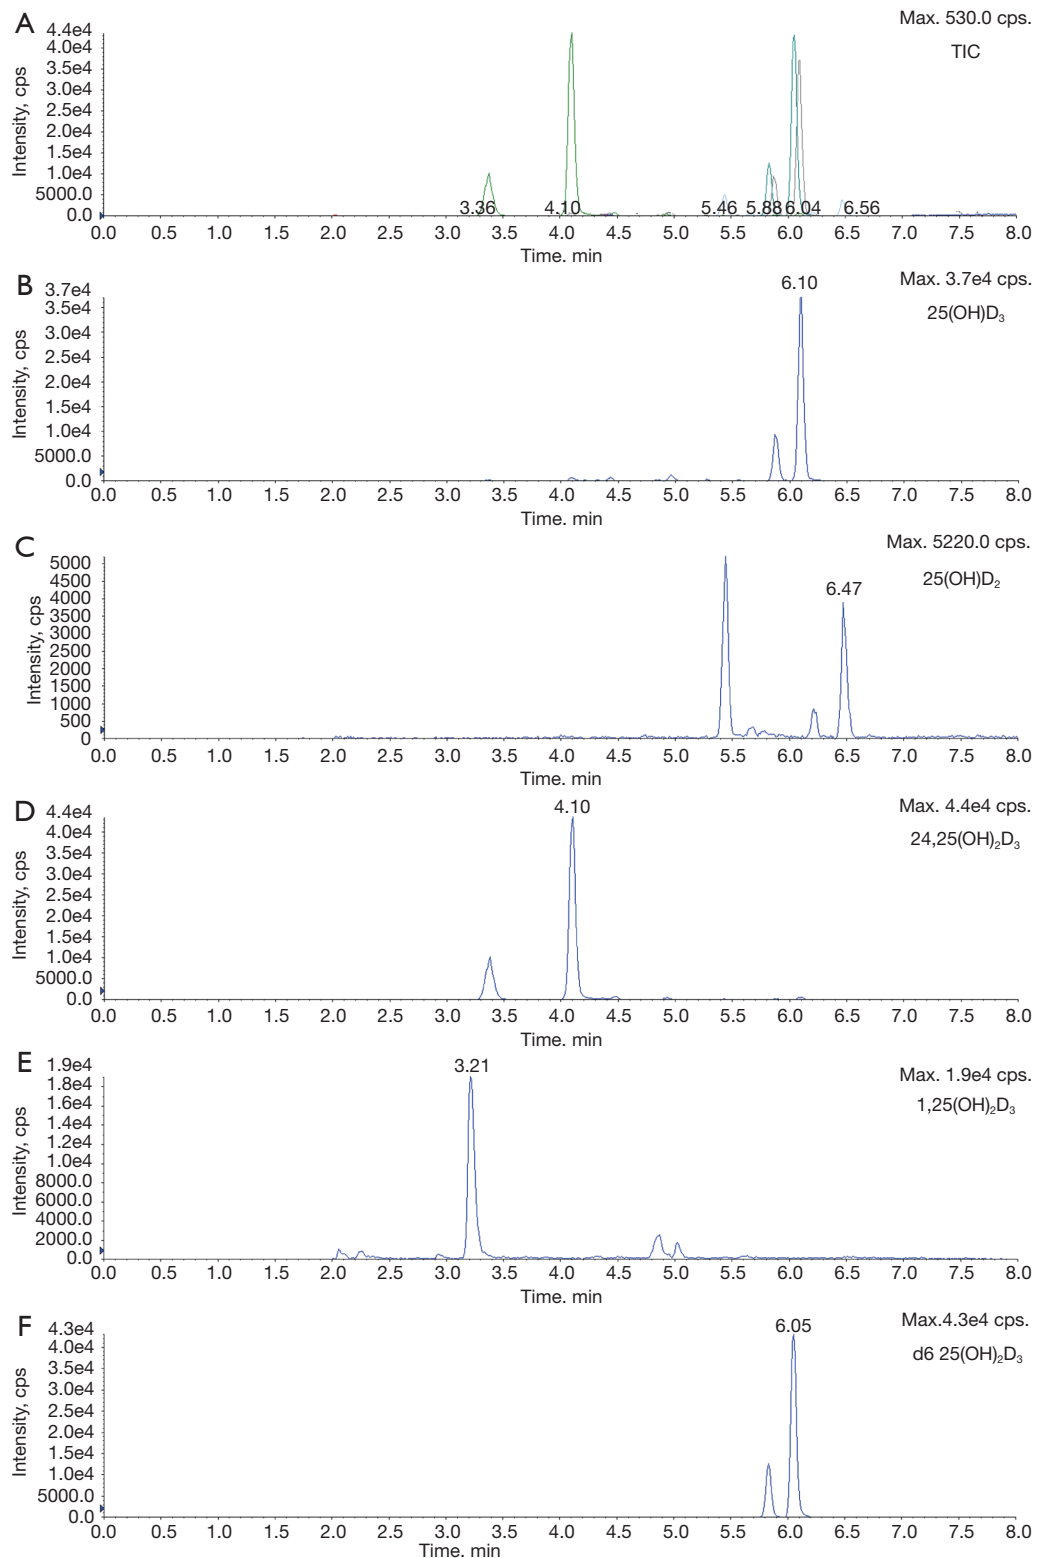 A
Max. 530.0 cps.
TIC
Intensity, cps
4.4e4
4.0e4
3.5e4
3.0e4
2.5e4
2.0e4
1.5e4
1.0e4
5000.0
0.0
3.36 4.10 5.46 5.88 6.04 6.56
0.0 0.5 1.0 1.5 2.0 2.5 3.0 3.5 4.0 4.5 5.0 5.5 6.0 6.5 7.0 7.5 8.0
Time. min
B
Max. 3.7e4 cps.
25(OH)D₃
6.10
Intensity, cps
3.7e4
3.5e4
3.0e4
2.5e4
2.0e4
1.5e4
1.0e4
5000.0
0.0
0.0 0.5 1.0 1.5 2.0 2.5 3.0 3.5 4.0 4.5 5.0 5.5 6.0 6.5 7.0 7.5 8.0
Time. min
C
Max. 5220.0 cps.
25(OH)D₂
6.47
Intensity, cps
5000
4500
4000
3500
3000
2500
2000
1500
1000
500
0
0.0 0.5 1.0 1.5 2.0 2.5 3.0 3.5 4.0 4.5 5.0 5.5 6.0 6.5 7.0 7.5 8.0
Time. min
D
Max. 4.4e4 cps.
24,25(OH)₂D₃
4.10
Intensity, cps
4.4e4
4.0e4
3.5e4
3.0e4
2.5e4
2.0e4
1.5e4
1.0e4
5000.0
0.0
0.0 0.5 1.0 1.5 2.0 2.5 3.0 3.5 4.0 4.5 5.0 5.5 6.0 6.5 7.0 7.5 8.0
Time. min
E
Max. 1.9e4 cps.
1,25(OH)₂D₃
3.21
Intensity, cps
1.9e4
1.8e4
1.6e4
1.4e4
1.2e4
1.0e4
8000.0
6000.0
4000.0
2000.0
0.0
0.0 0.5 1.0 1.5 2.0 2.5 3.0 3.5 4.0 4.5 5.0 5.5 6.0 6.5 7.0 7.5 8.0
Time. min
F
Max.4.3e4 cps.
d6 25(OH)₂D₃
6.05
Intensity, cps
4.3e4
4.0e4
3.5e4
3.0e4
2.5e4
2.0e4
1.5e4
1.0e4
5000.0
0.0
0.0 0.5 1.0 1.5 2.0 2.5 3.0 3.5 4.0 4.5 5.0 5.5 6.0 6.5 7.0 7.5 8.0
Time. min